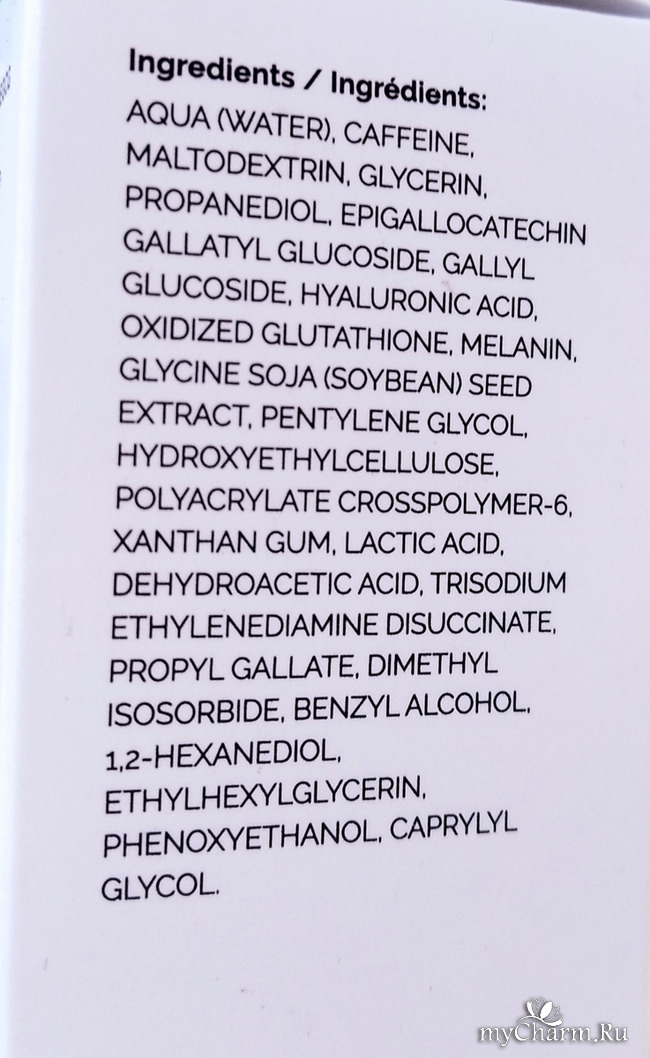 Ingredients / Ingrédients:
AQUA (WATER), CAFFEINE,
MALTODEXTRIN, GLYCERIN,
PROPANEDIOL, EPIGALLOCATECHIN
GALLATYL GLUCOSIDE, GALLYL
GLUCOSIDE, HYALURONIC ACID,
OXIDIZED GLUTATHIONE, MELANIN,
GLYCINE SOJA (SOYBEAN) SEED
EXTRACT, PENTYLENE GLYCOL,
HYDROXYETHYLCELLULOSE,
POLYACRYLATE CROSSPOLYMER-6,
XANTHAN GUM, LACTIC ACID,
DEHYDROACETIC ACID, TRISODIUM
ETHYLENEDIAMINE DISUCCINATE,
PROPYL GALLATE, DIMETHYL
ISOSORBIDE, BENZYL ALCOHOL,
1,2-HEXANEDIOL,
ETHYLHEXYLGLYCERIN,
PHENOXYETHANOL, CAPRYLYL
GLYCOL.
myCharm.Ru